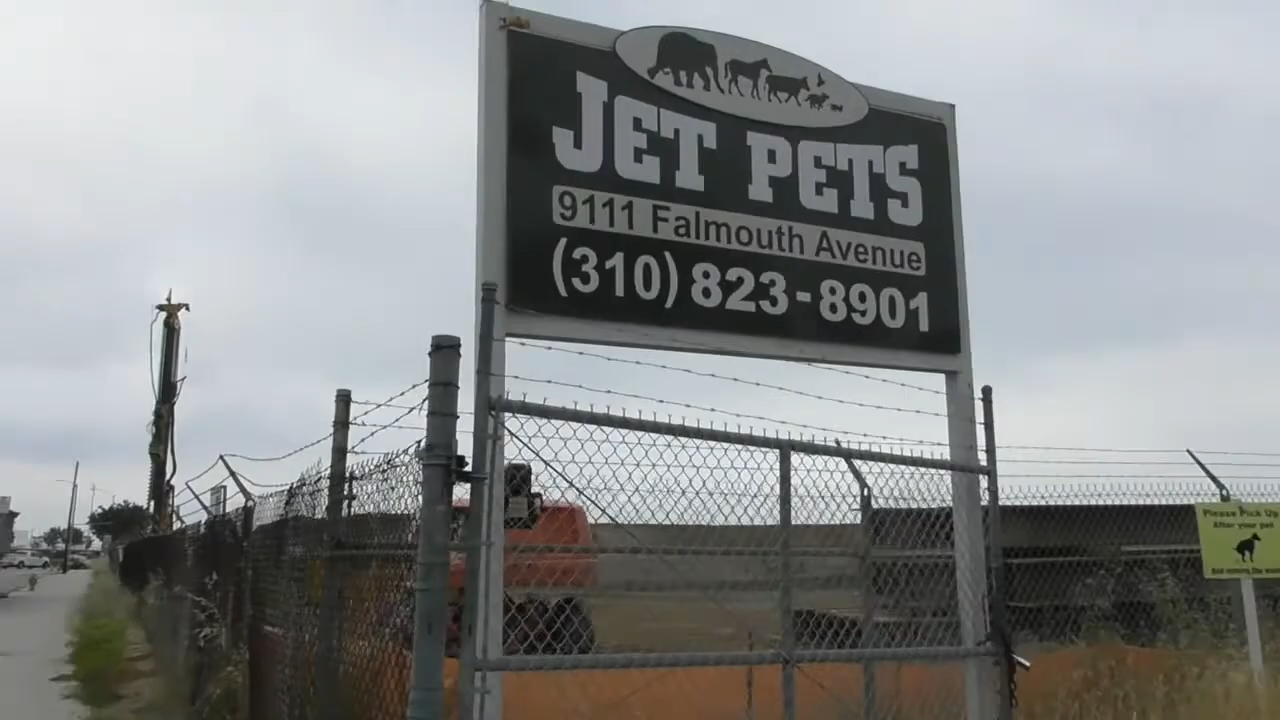 JET PETS
9111 Falmouth Avenue
(310) 823-8901
Please Pick Up
After your pet